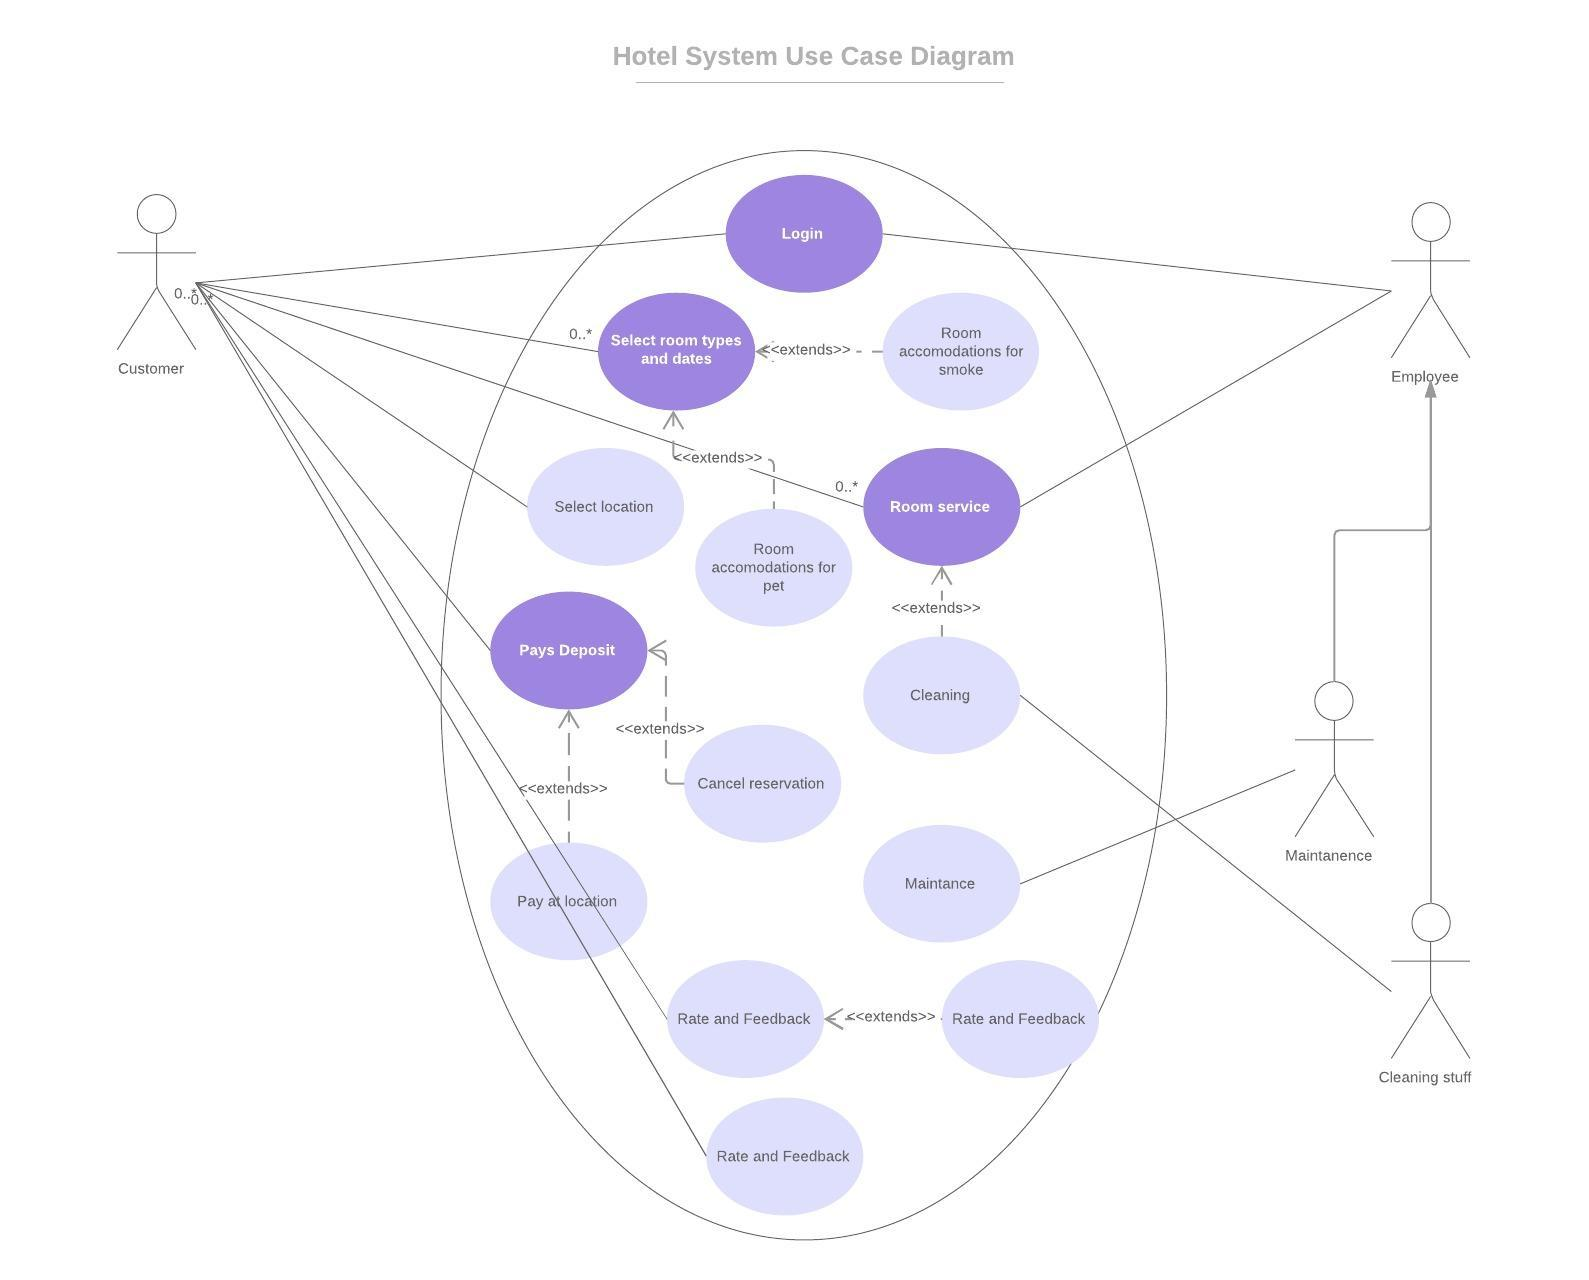 Hotel System Use Case Diagram
Login
0..*
0..*
Customer
Employee
0..*
Select room types
and dates
<<extends>>
Room
accomodations for
smoke
<<extends>>
0..*
Select location
Room service
Room
accomodations for
pet
<<extends>>
Pays Deposit
Cleaning
<<extends>>
Cancel reservation
<<extends>>
Maintanence
Pay at location
Maintance
Rate and Feedback
<<extends>>
Rate and Feedback
Cleaning stuff
Rate and Feedback